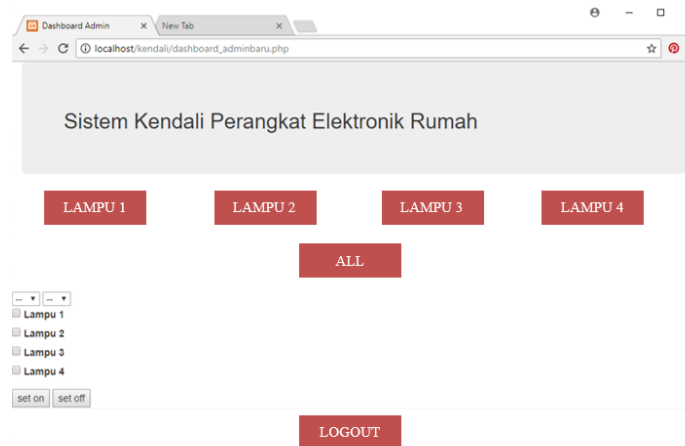 Dashboard Admin
New Tab
localhost/kendali/dashboard_adminbaru.php
Sistem Kendali Perangkat Elektronik Rumah
LAMPU 1 LAMPU 2 LAMPU 3 LAMPU 4
ALL
-- --
Lampu 1
Lampu 2
Lampu 3
Lampu 4
set on set off
LOGOUT